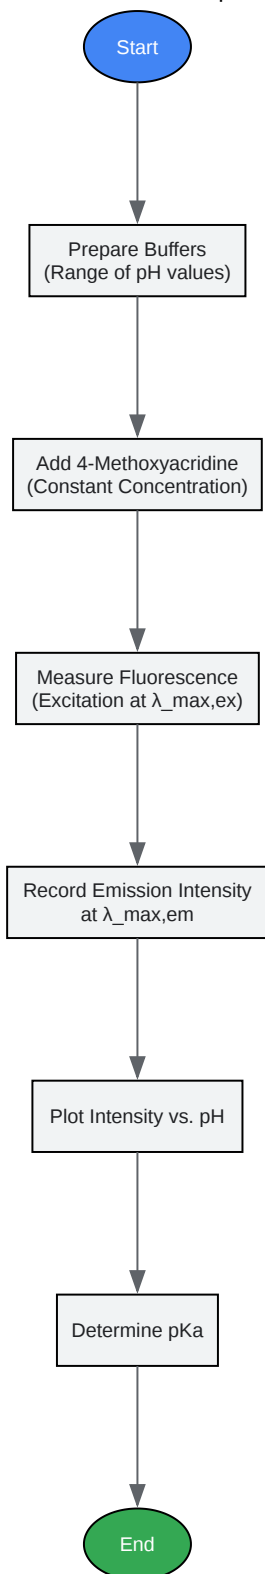 Start
Prepare Buffers
(Range of pH values)
Add 4-Methoxyacridine
(Constant Concentration)
Measure Fluorescence
(Excitation at λ_max,ex)
Record Emission Intensity
at λ_max,em
Plot Intensity vs. pH
Determine pKa
End